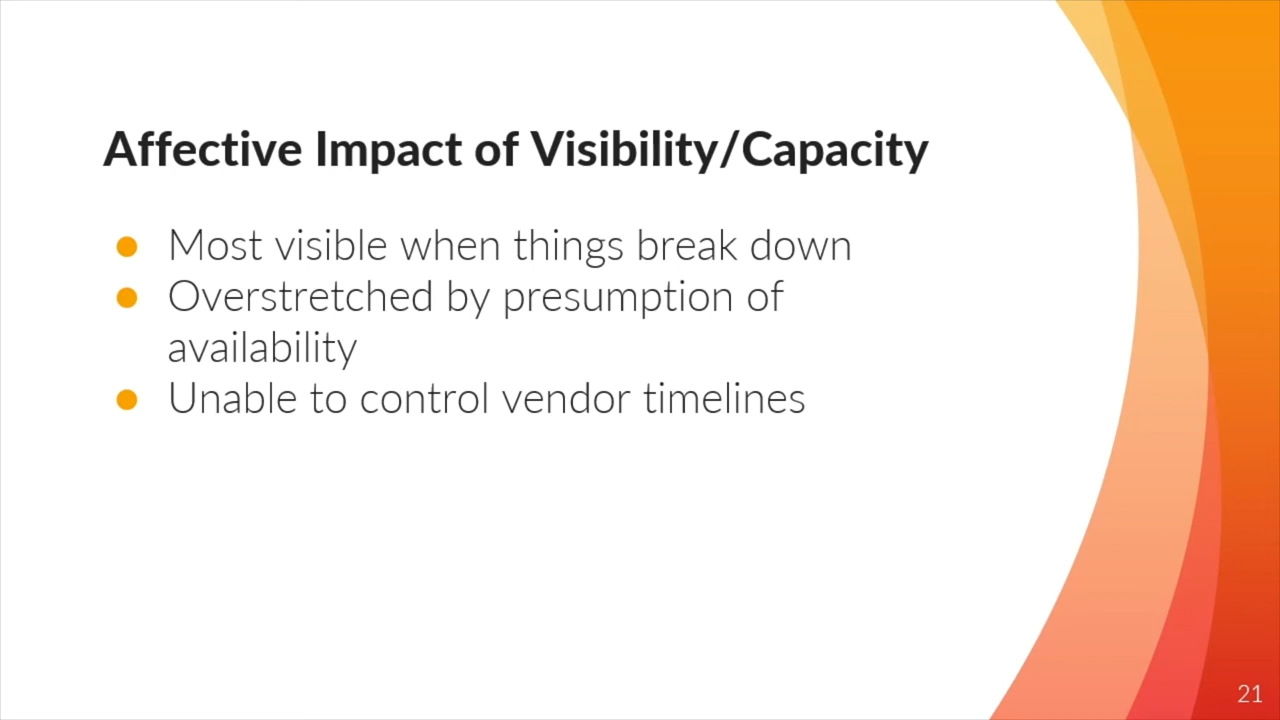 Affective Impact of Visibility/Capacity
Most visible when things break down
Overstretched by presumption of
availability
Unable to control vendor timelines
21